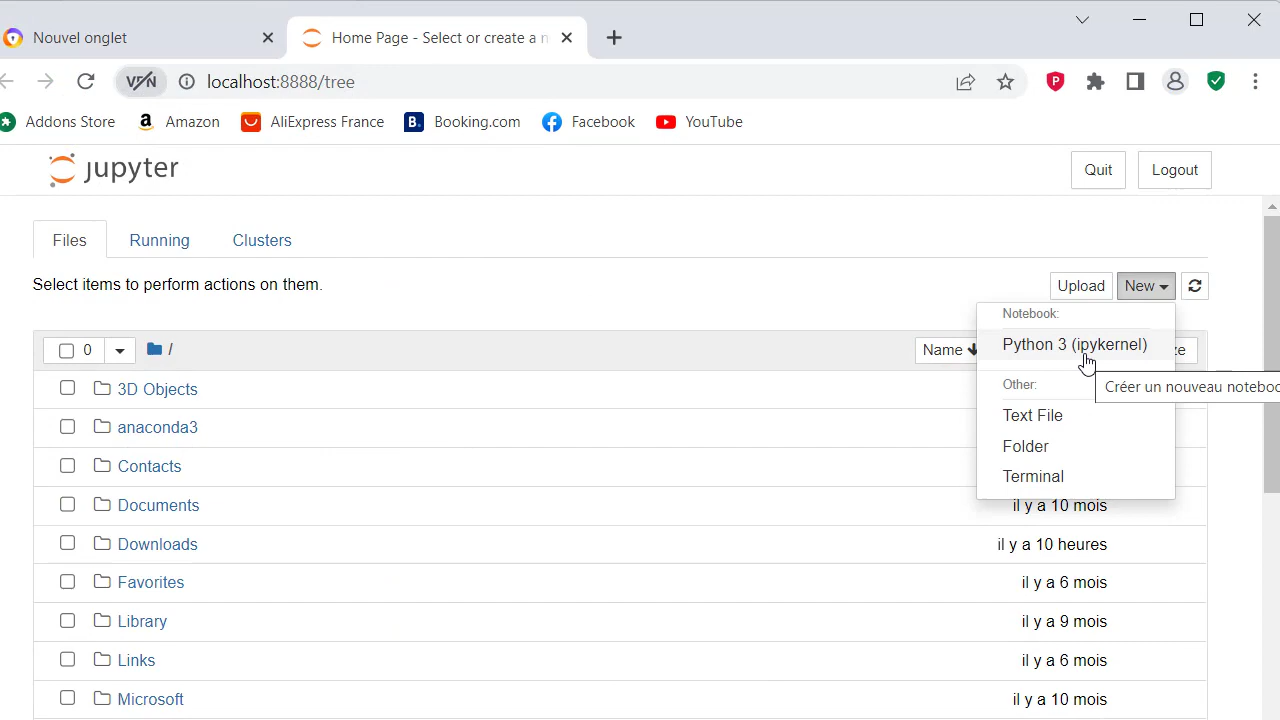 Nouvel onglet
Home Page - Select or create a n
VPN
localhost:8888/tree
Addons Store
Amazon
AliExpress France
Booking.com
Facebook
YouTube
jupyter
Quit
Logout
Files
Running
Clusters
Select items to perform actions on them.
Upload
New
Notebook:
Python 3 (ipykernel)
Créer un nouveau noteboo
Other:
Text File
Folder
Terminal
0
/
Name
ze
3D Objects
anaconda3
Contacts
Documents
il y a 10 mois
Downloads
il y a 10 heures
Favorites
il y a 6 mois
Library
il y a 9 mois
Links
il y a 6 mois
Microsoft
il y a 10 mois